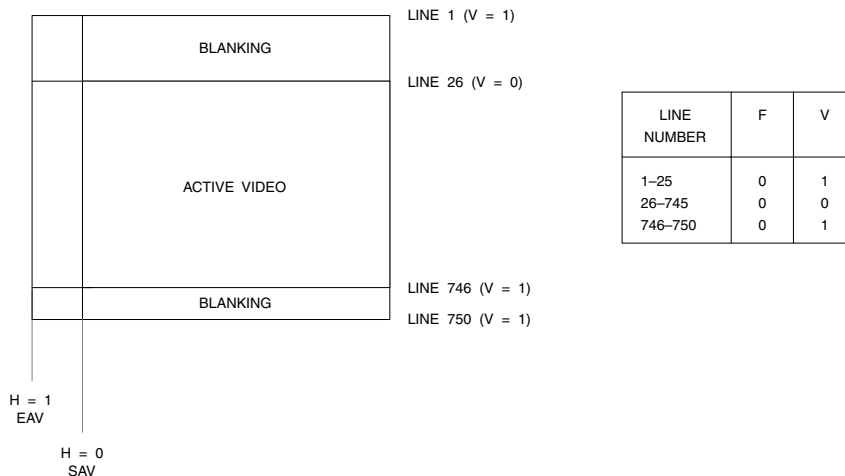 LINE 1 (V = 1)
BLANKING
LINE 26 (V = 0)
ACTIVE VIDEO
LINE 746 (V = 1)
BLANKING
LINE 750 (V = 1)
H = 1
EAV
H = 0
SAV
LINE
NUMBER F V
1–25 0 1
26–745 0 0
746–750 0 1